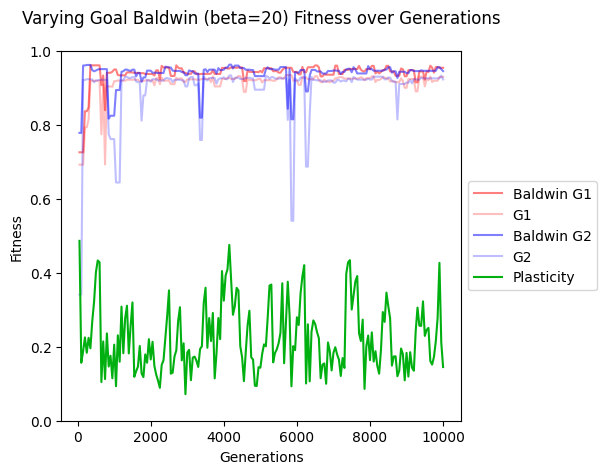 Varying Goal Baldwin (beta=20) Fitness over Generations
1.0
0.8
0.6
0.4
0.2
0.0
Fitness
0
2000
4000
6000
8000
10000
Generations
Baldwin G1
G1
Baldwin G2
G2
Plasticity